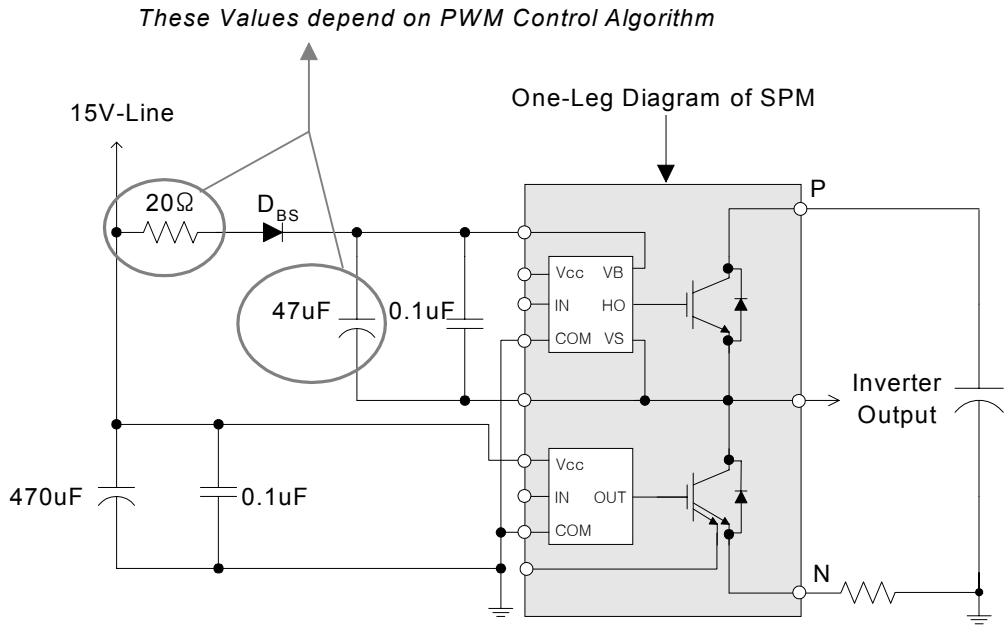 These Values depend on PWM Control Algorithm
One-Leg Diagram of SPM
15V-Line
P
20Ω
DBS
Vcc
VB
IN
HO
COM
VS
47uF
0.1uF
Inverter
Output
Vcc
IN
OUT
COM
470uF
0.1uF
N